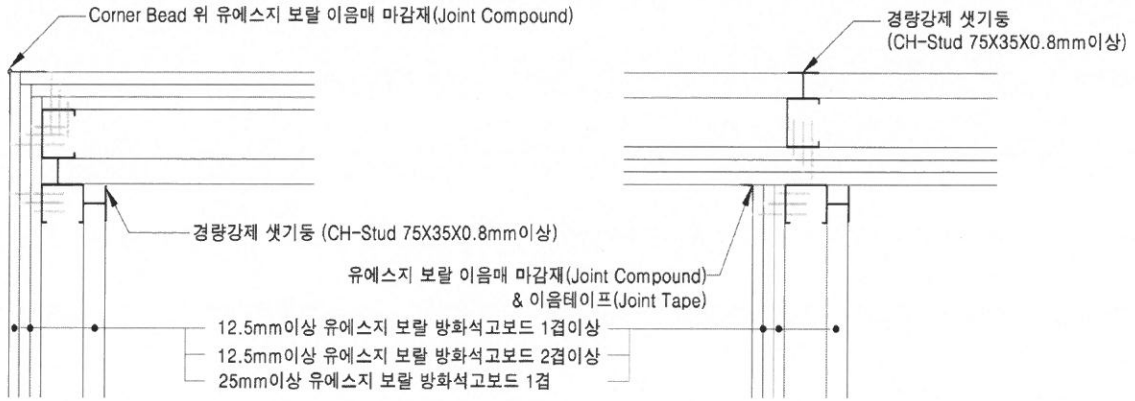 Corner Bead 위 유에스지 보랄 이음매 마감재(Joint Compound)
경량강제 샛기둥
(CH-Stud 75X35X0.8mm이상)
경량강제 샛기둥 (CH-Stud 75X35X0.8mm이상)
유에스지 보랄 이음매 마감재(Joint Compound)
& 이음테이프(Joint Tape)
12.5mm이상 유에스지 보랄 방화석고보드 1겹이상
12.5mm이상 유에스지 보랄 방화석고보드 2겹이상
25mm이상 유에스지 보랄 방화석고보드 1겹